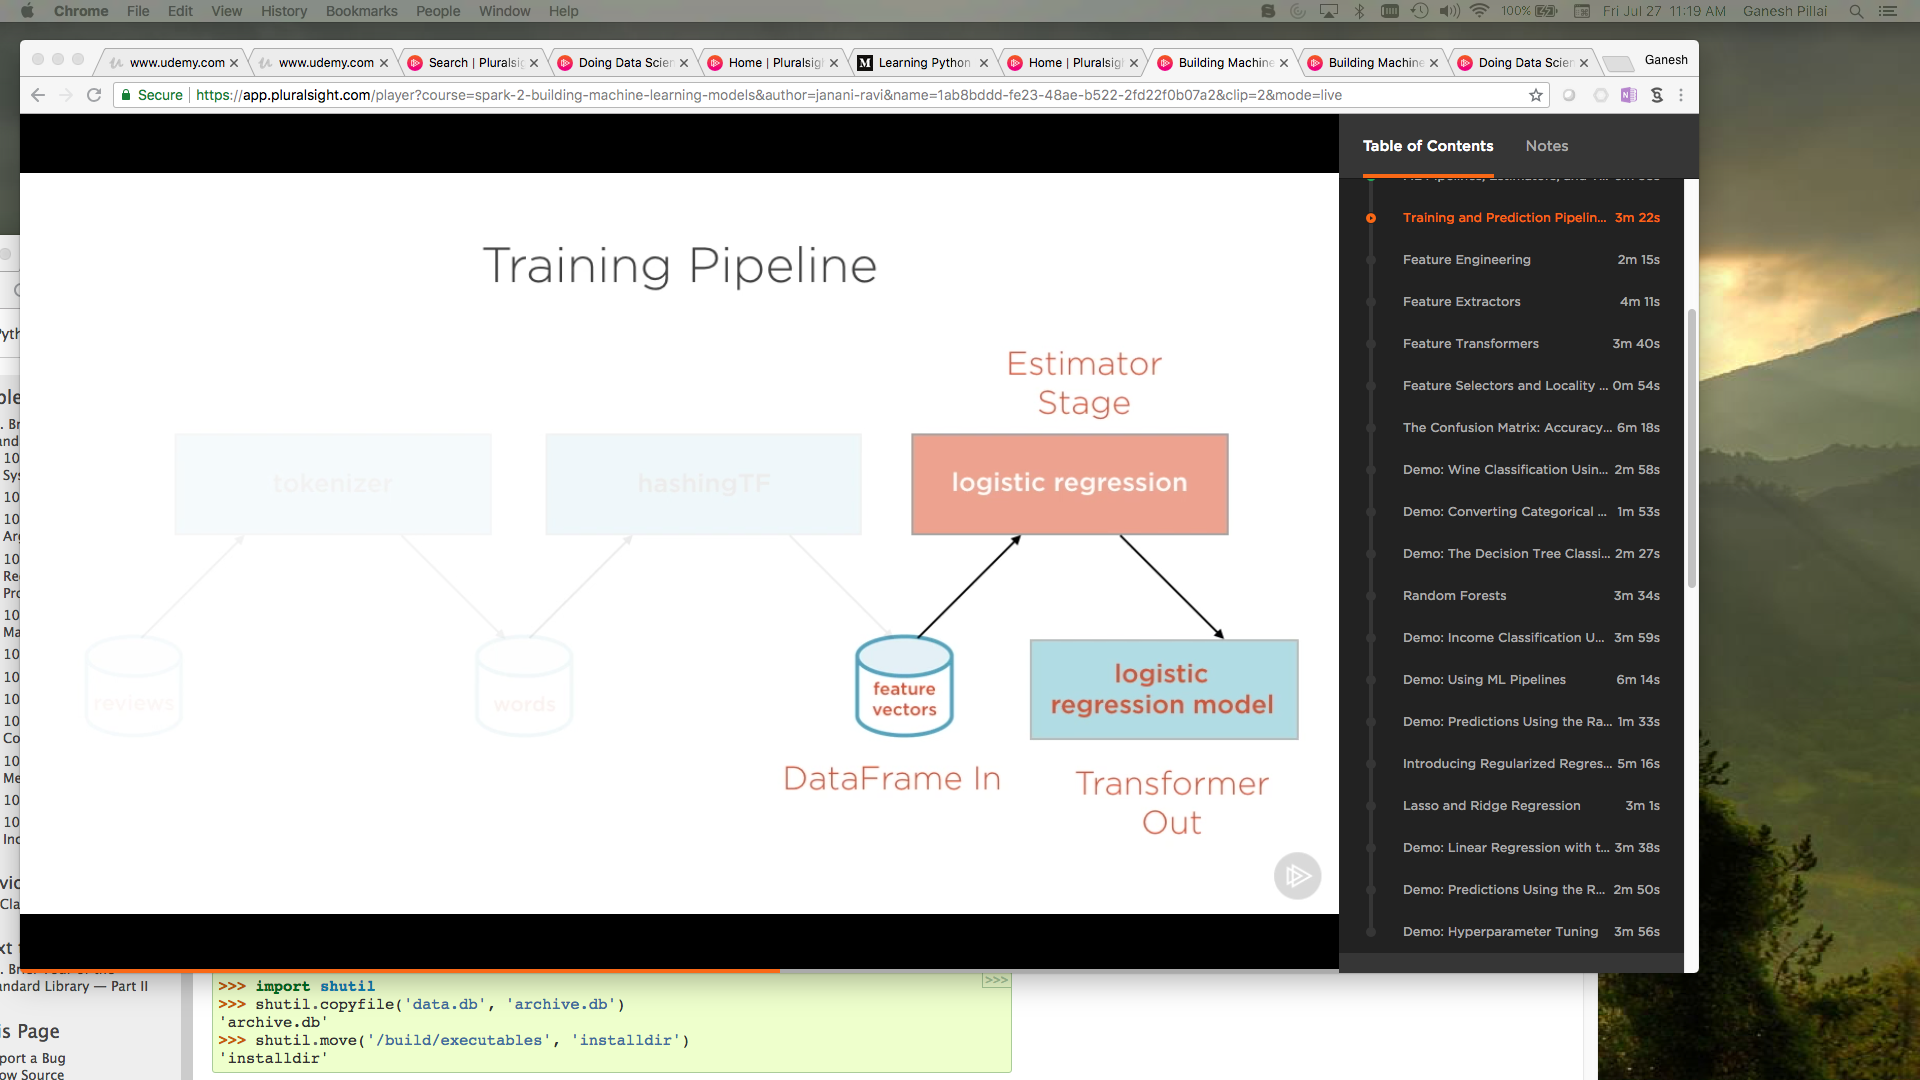 Chrome File Edit View History Bookmarks People Window Help
100% Fri Jul 27 11:19 AM Ganesh Pillai
www.udemy.com
www.udemy.com
Search | Pluralsig
Doing Data Scien
Home | Pluralsigh
Learning Python
Home | Pluralsigh
Building Machine
Building Machine
Doing Data Scien
Ganesh
Secure https://app.pluralsight.com/player?course=spark-2-building-machine-learning-models&author=janani-ravi&name=1ab8bddd-fe23-48ae-b522-2fd22f0b07a2&clip=2&mode=live
Table of Contents Notes
Training and Prediction Pipelin... 3m 22s
Feature Engineering 2m 15s
Feature Extractors 4m 11s
Feature Transformers 3m 40s
Feature Selectors and Locality ... 0m 54s
The Confusion Matrix: Accuracy... 6m 18s
Demo: Wine Classification Usin... 2m 58s
Demo: Converting Categorical ... 1m 53s
Demo: The Decision Tree Classi... 2m 27s
Random Forests 3m 34s
Demo: Income Classification U... 3m 59s
Demo: Using ML Pipelines 6m 14s
Demo: Predictions Using the Ra... 1m 33s
Introducing Regularized Regres... 5m 16s
Lasso and Ridge Regression 3m 1s
Demo: Linear Regression with t... 3m 38s
Demo: Predictions Using the R... 2m 50s
Demo: Hyperparameter Tuning 3m 56s
Training Pipeline
Estimator
Stage
tokenizer
hashingTF
logistic regression
reviews
words
feature
vectors
logistic
regression model
DataFrame In
Transformer
Out
andard Library — Part II
is Page
port a Bug
ow Source
>>> import shutil
>>> shutil.copyfile('data.db', 'archive.db')
'archive.db'
>>> shutil.move('/build/executables', 'installdir')
'installdir'
>>>